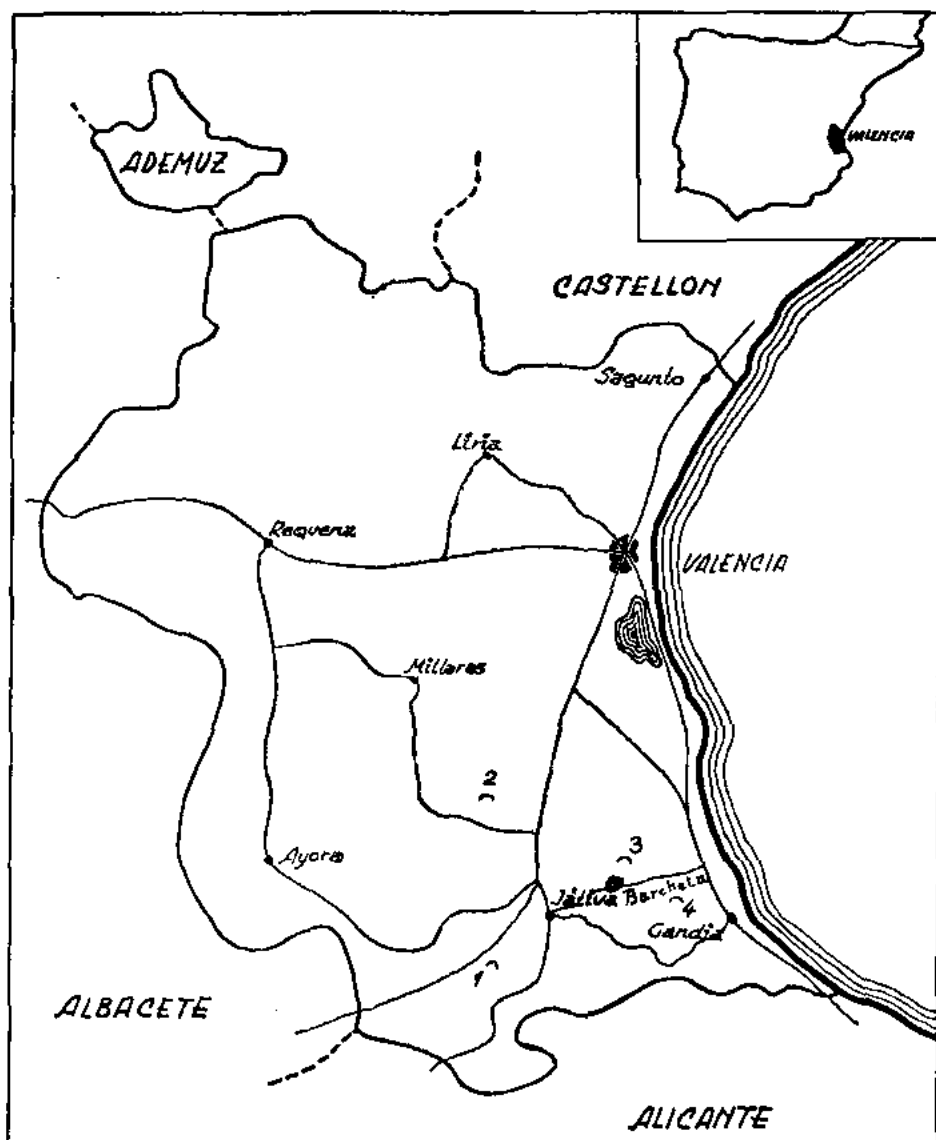 VALENCIA
ADEMUZ
CASTELLON
Sagunto
Liria
Requena
VALENCIA
Millares
2
Ayora
3
Játiva Barcheta
4
Gandia
1
ALBACETE
ALICANTE